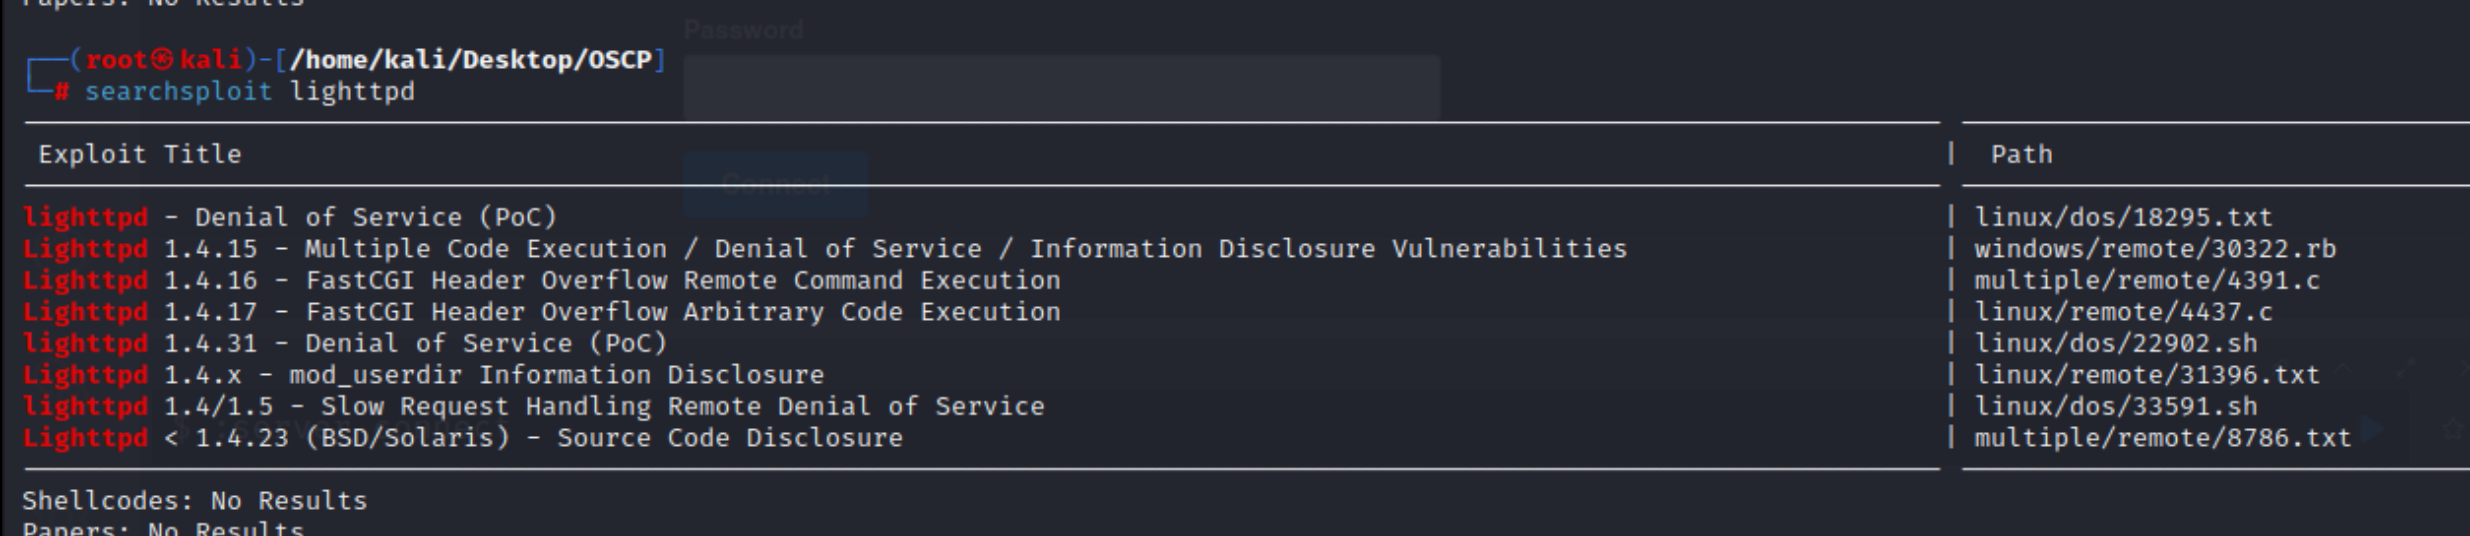 Papers: No Results
Password
┌──(root㉿kali)-[/home/kali/Desktop/OSCP]
└─# searchsploit lighttpd
Exploit Title | Path
Connect
lighttpd - Denial of Service (PoC) | linux/dos/18295.txt
Lighttpd 1.4.15 - Multiple Code Execution / Denial of Service / Information Disclosure Vulnerabilities | windows/remote/30322.rb
Lighttpd 1.4.16 - FastCGI Header Overflow Remote Command Execution | multiple/remote/4391.c
Lighttpd 1.4.17 - FastCGI Header Overflow Arbitrary Code Execution | linux/remote/4437.c
lighttpd 1.4.31 - Denial of Service (PoC) | linux/dos/22902.sh
Lighttpd 1.4.x - mod_userdir Information Disclosure | linux/remote/31396.txt
lighttpd 1.4/1.5 - Slow Request Handling Remote Denial of Service | linux/dos/33591.sh
Lighttpd < 1.4.23 (BSD/Solaris) - Source Code Disclosure | multiple/remote/8786.txt
Shellcodes: No Results
Papers: No Results